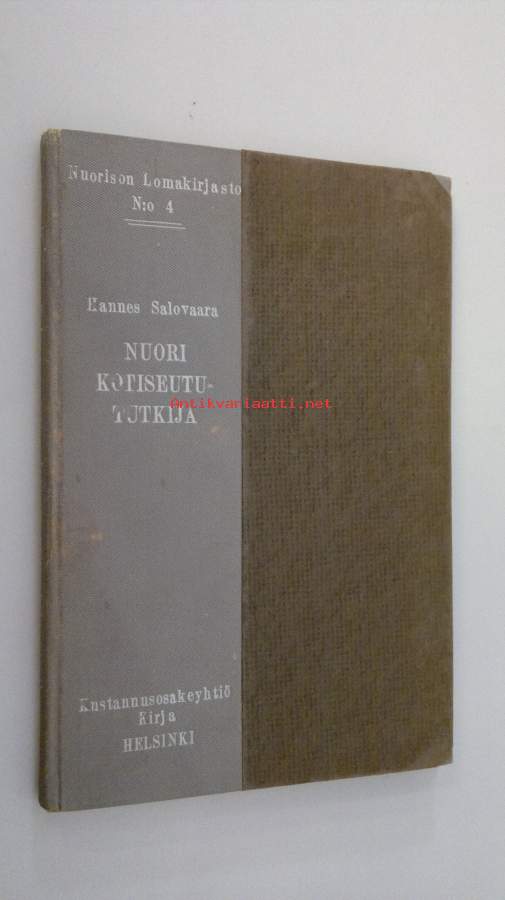 Nuorison Lomakirjasto
N:o 4
Hannes Salovaara
NUORI
KOTISEUTU-
TUTKIJA
Antikvariaatti.net
Kustannusosakeyhtiö
Kirja
HELSINKI